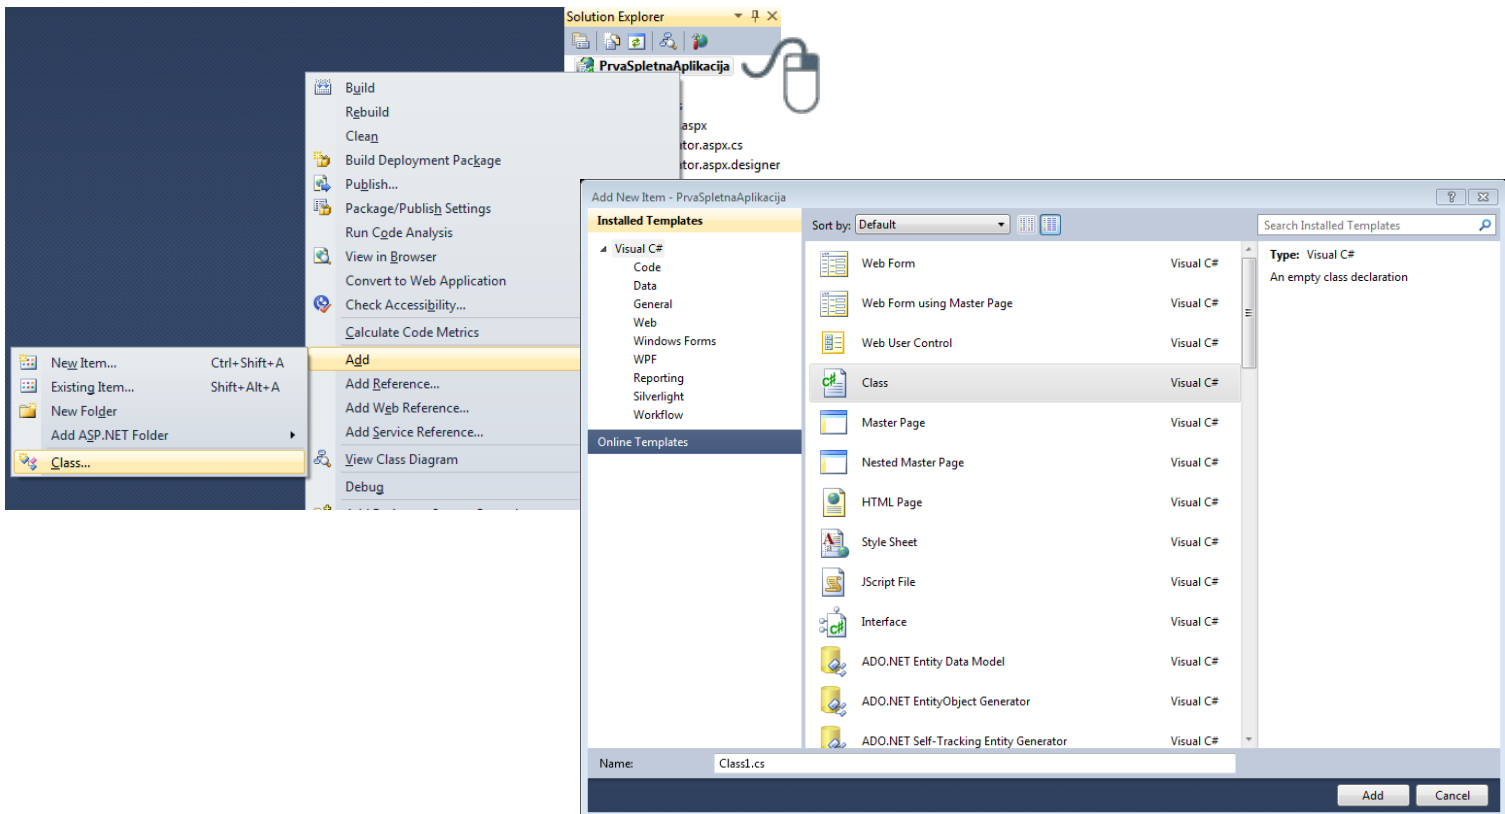 Solution Explorer
PrvaSpletnaAplikacija
aspx
tor.aspx.cs
tor.aspx.designer
Build
Rebuild
Clean
Build Deployment Package
Publish...
Package/Publish Settings
Run Code Analysis
View in Browser
Convert to Web Application
Check Accessibility...
Calculate Code Metrics
Add
Add Reference...
Add Web Reference...
Add Service Reference...
View Class Diagram
Debug
New Item... Ctrl+Shift+A
Existing Item... Shift+Alt+A
New Folder
Add ASP.NET Folder
Class...
Add New Item - PrvaSpletnaAplikacija
Installed Templates
Visual C#
Code
Data
General
Web
Windows Forms
WPF
Reporting
Silverlight
Workflow
Online Templates
Sort by: Default
Search Installed Templates
Web Form Visual C#
Web Form using Master Page Visual C#
Web User Control Visual C#
Class Visual C#
Master Page Visual C#
Nested Master Page Visual C#
HTML Page Visual C#
Style Sheet Visual C#
JScript File Visual C#
Interface Visual C#
ADO.NET Entity Data Model Visual C#
ADO.NET EntityObject Generator Visual C#
ADO.NET Self-Tracking Entity Generator Visual C#
Type: Visual C#
An empty class declaration
Name: Class1.cs
Add Cancel